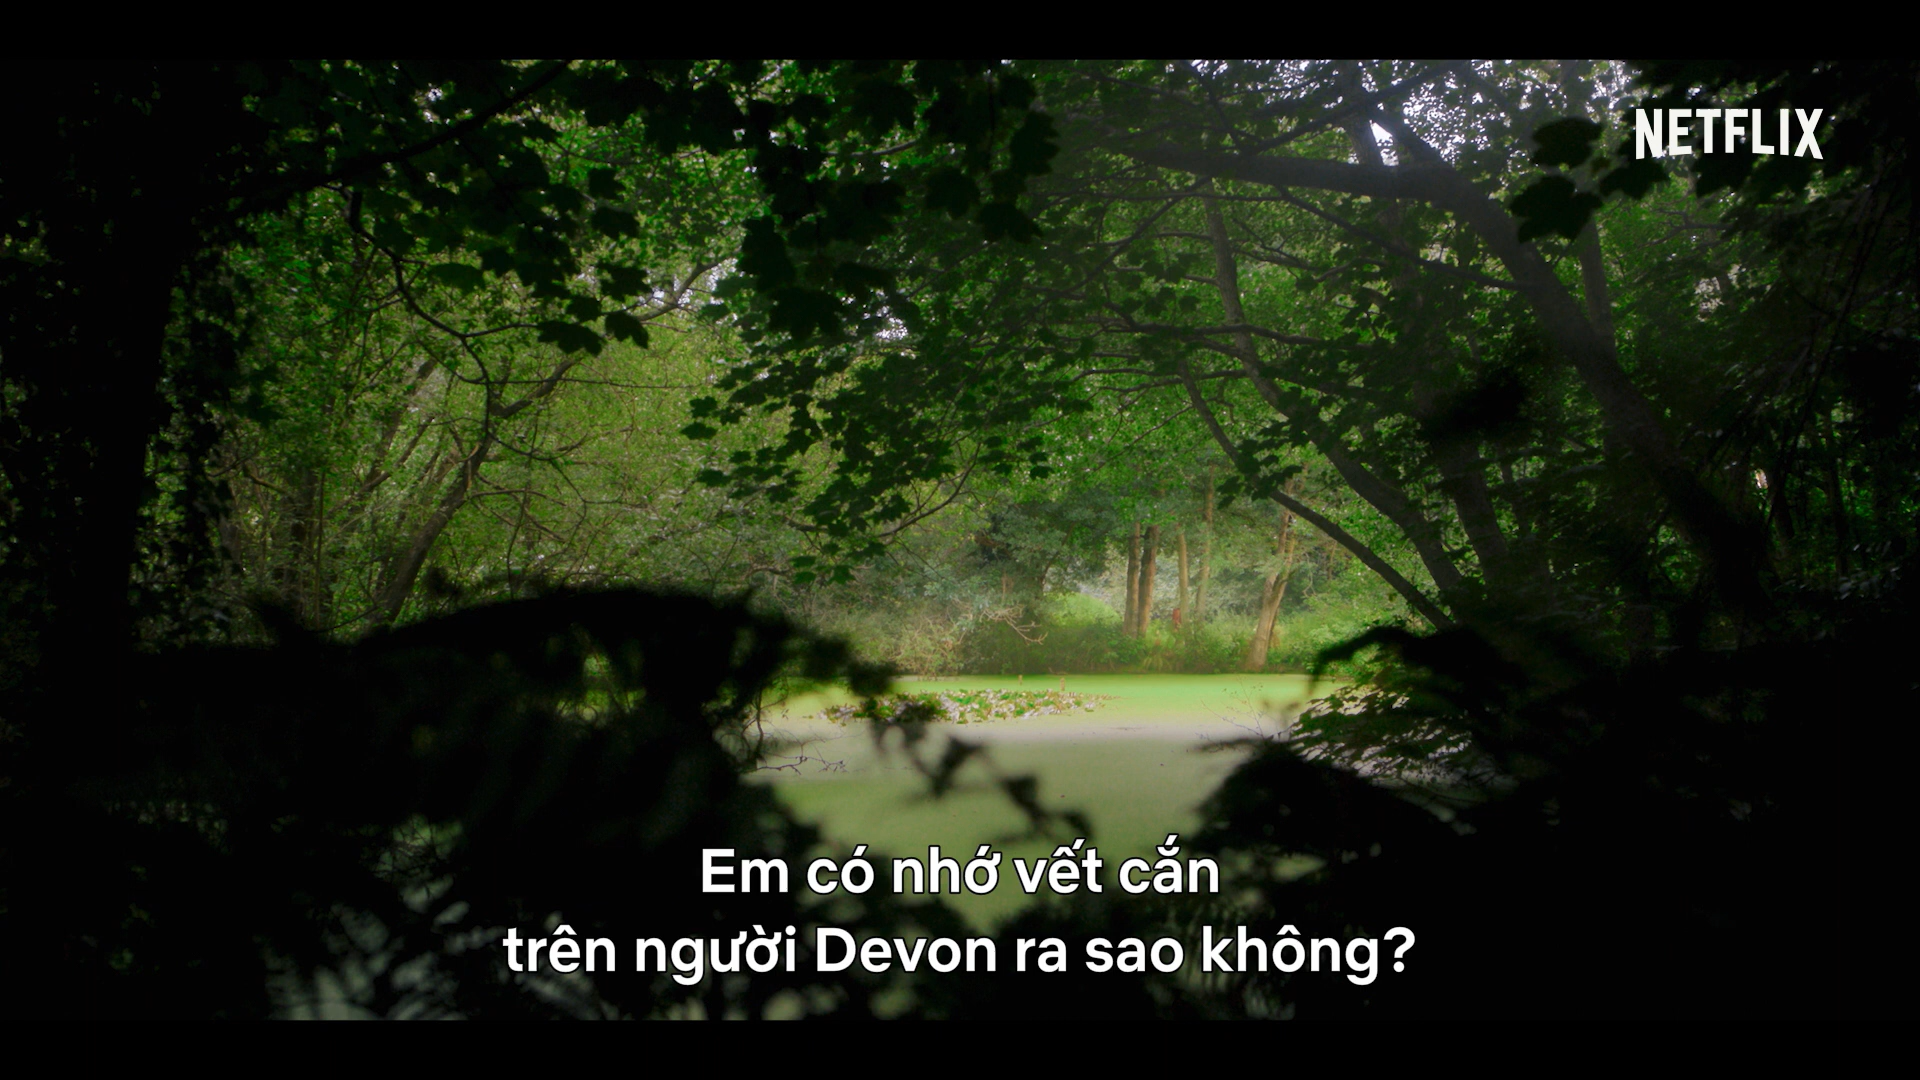 NETFLIX
Em có nhớ vết cắn
trên người Devon ra sao không?